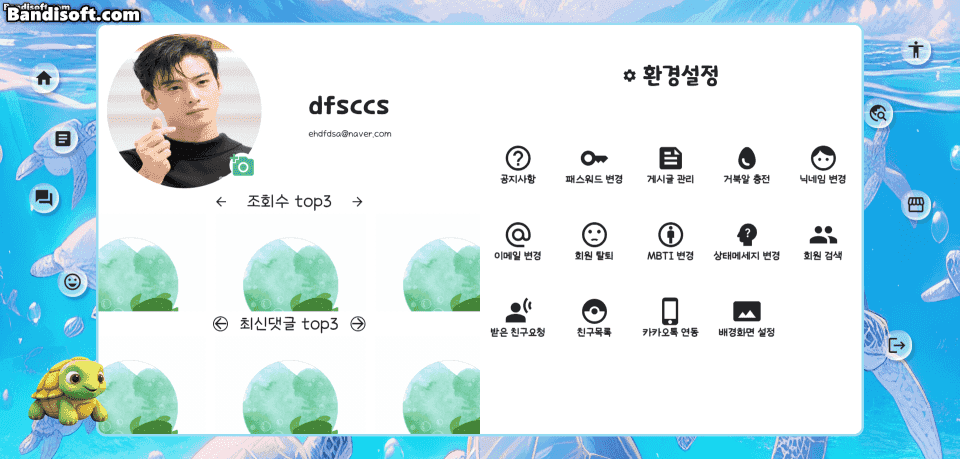 Bandisoft.com
Bandisoft.com
dfsccs
ehdfdsa@naver.com
조회수 top3
최신댓글 top3
환경설정
공지사항 패스워드 변경 게시글 관리 거북알 충전 닉네임 변경
이메일 변경 회원 탈퇴 MBTI 변경 상태메세지 변경 회원 검색
받은 친구요청 친구목록 카카오톡 연동 배경화면 설정